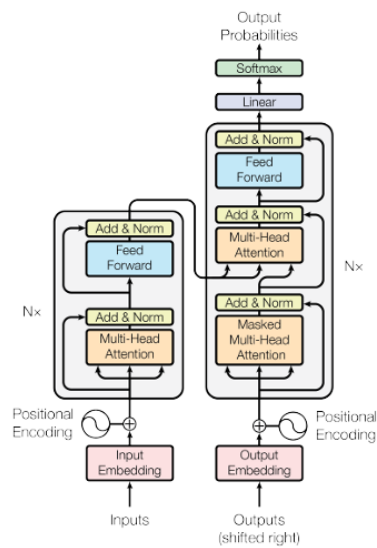 Output
Probabilities
Softmax
Linear
Add & Norm
Feed
Forward
Add & Norm
Multi-Head
Attention
Nx
Add & Norm
Masked
Multi-Head
Attention
Positional
Encoding
Output
Embedding
Outputs
(shifted right)
Add & Norm
Feed
Forward
Nx
Add & Norm
Multi-Head
Attention
Positional
Encoding
Input
Embedding
Inputs